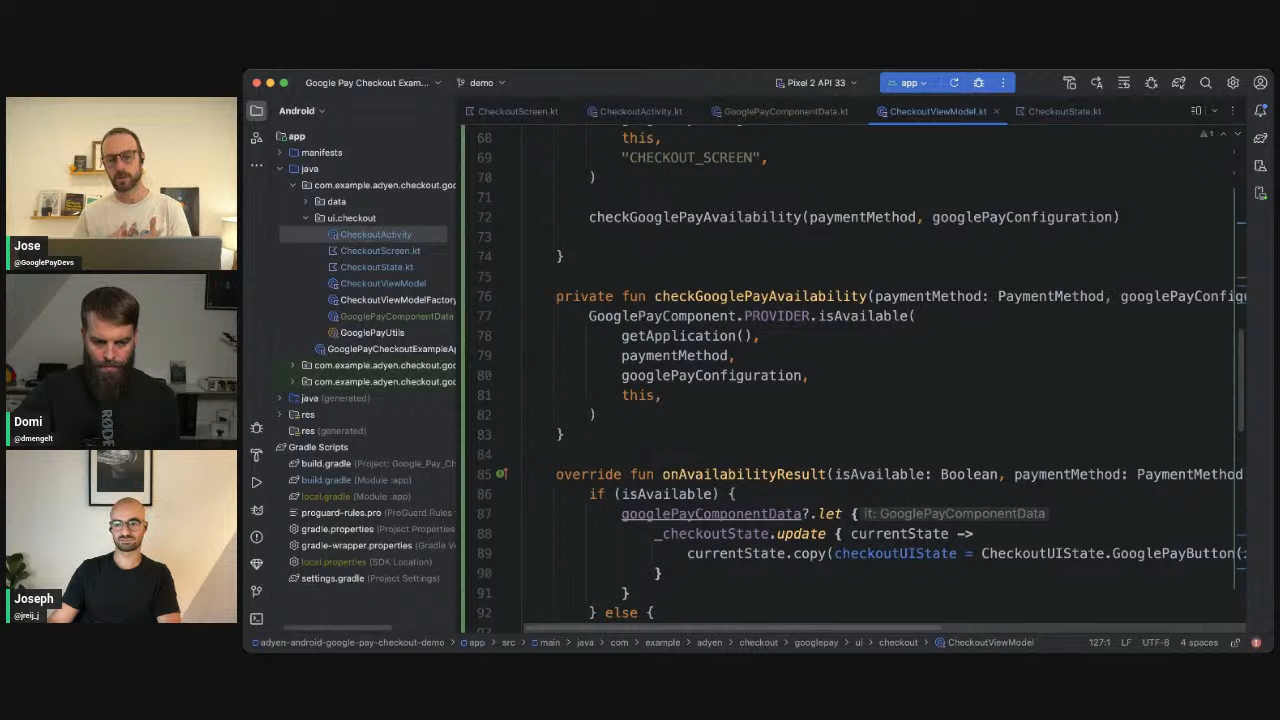 Google Pay Checkout Exam...
demo
Pixel 2 API 33
app
Android
CheckoutScreen.kt
CheckoutActivity.kt
GooglePayComponentData.kt
CheckoutViewModel.kt
CheckoutState.kt
app
manifests
java
com.example.adyen.checkout.goo
data
ui.checkout
CheckoutActivity
CheckoutScreen.kt
CheckoutState.kt
CheckoutViewModel
CheckoutViewModelFactory
GooglePayComponentData
GooglePayUtils
GooglePayCheckoutExampleAp
com.example.adyen.checkout.goo
com.example.adyen.checkout.goo
java (generated)
res
res (generated)
Gradle Scripts
build.gradle (Project: Google_Pay_C
build.gradle (Module :app)
local.gradle (Module :app)
proguard-rules.pro (ProGuard Rules
gradle.properties (Project Properties
gradle-wrapper.properties (Gradle V
local.properties (SDK Location)
settings.gradle (Project Settings)
68 this,
69 "CHECKOUT_SCREEN",
70 )
71
72 checkGooglePayAvailability(paymentMethod, googlePayConfiguration)
73
74 }
75
76 private fun checkGooglePayAvailability(paymentMethod: PaymentMethod, googlePayConfigu
77 GooglePayComponent.PROVIDER.isAvailable(
78 getApplication(),
79 paymentMethod,
80 googlePayConfiguration,
81 this,
82 )
83 }
84
85 override fun onAvailabilityResult(isAvailable: Boolean, paymentMethod: PaymentMethod
86 if (isAvailable) {
87 googlePayComponentData?.let { it: GooglePayComponentData
88 _checkoutState.update { currentState ->
89 currentState.copy(checkoutUIState = CheckoutUIState.GooglePayButton(
90 }
91 }
92 } else {
1
adyen-android-google-pay-checkout-demo
app
src
main
java
com
example
adyen
checkout
googlepay
ui
checkout
CheckoutViewModel
127:1
LF
UTF-8
4 spaces
Jose
@GooglePayDevs
RØDE
Domi
@dmengelt
Joseph
@jreij_j